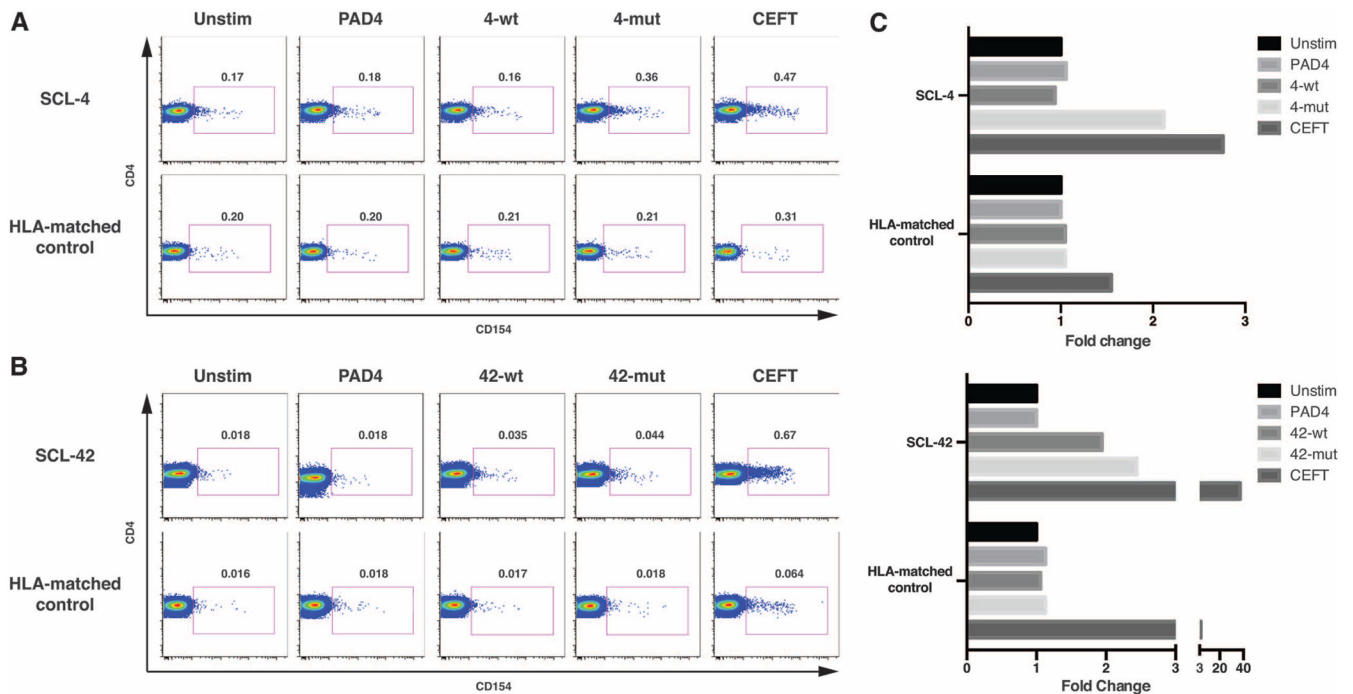 A
Unstim PAD4 4-wt 4-mut CEFT
SCL-4
0.17 0.18 0.16 0.36 0.47
CD4
HLA-matched
control
0.20 0.20 0.21 0.21 0.31
CD154
B
Unstim PAD4 42-wt 42-mut CEFT
SCL-42
0.018 0.018 0.035 0.044 0.67
CD4
HLA-matched
control
0.016 0.018 0.017 0.018 0.064
CD154
C
Unstim
PAD4
4-wt
4-mut
CEFT
SCL-4
HLA-matched
control
0 1 2 3
Fold change
Unstim
PAD4
42-wt
42-mut
CEFT
SCL-42
HLA-matched
control
0 1 2 3 3 20 40
Fold Change